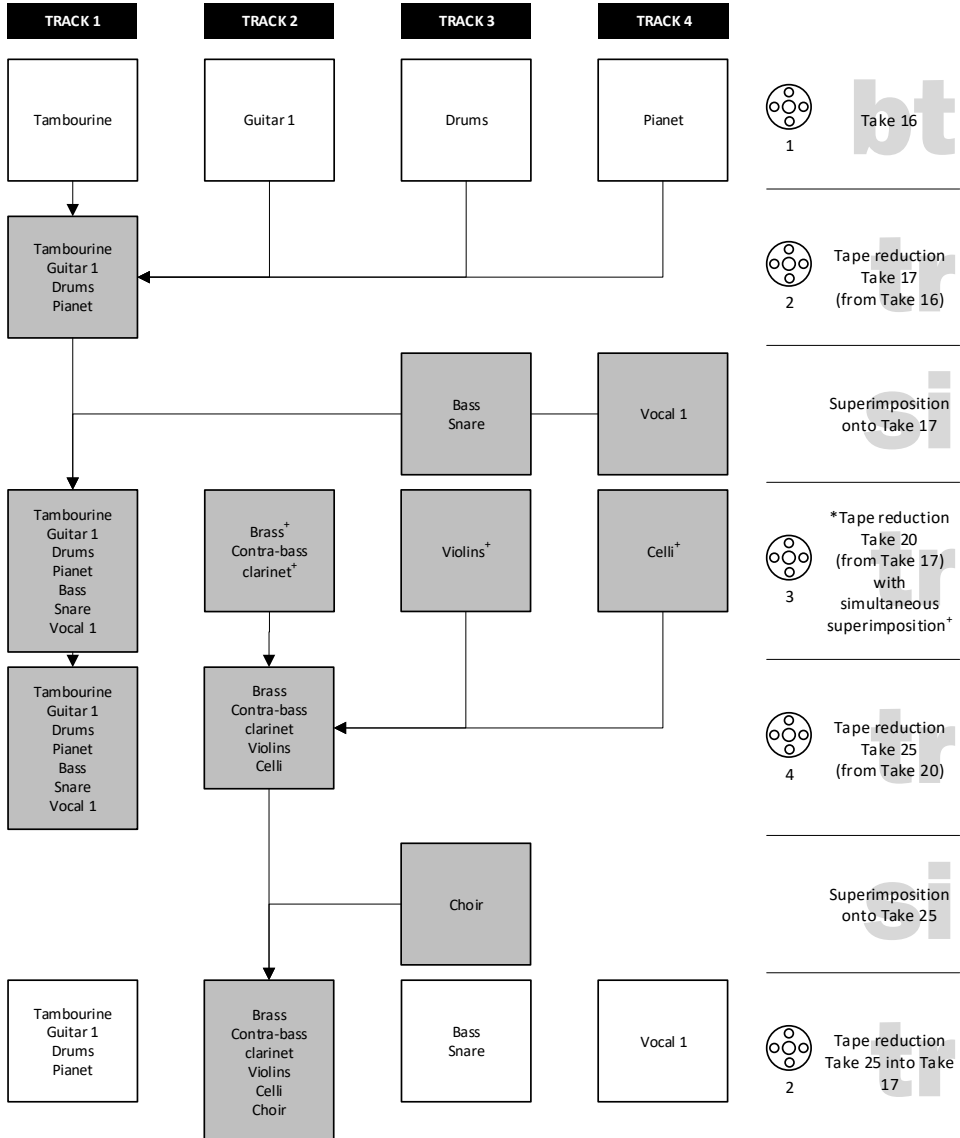 TRACK 1
TRACK 2
TRACK 3
TRACK 4
Tambourine
Guitar 1
Drums
Pianet
1
bt
Take 16
Tambourine
Guitar 1
Drums
Pianet
2
tr
Tape reduction
Take 17
(from Take 16)
Bass
Snare
Vocal 1
si
Superimposition
onto Take 17
Tambourine
Guitar 1
Drums
Pianet
Bass
Snare
Vocal 1
Brass+
Contra-bass
clarinet+
Violins+
Celli+
3
tr
*Tape reduction
Take 20
(from Take 17)
with
simultaneous
superimposition+
Tambourine
Guitar 1
Drums
Pianet
Bass
Snare
Vocal 1
Brass
Contra-bass
clarinet
Violins
Celli
4
tr
Tape reduction
Take 25
(from Take 20)
Choir
si
Superimposition
onto Take 25
Tambourine
Guitar 1
Drums
Pianet
Brass
Contra-bass
clarinet
Violins
Celli
Choir
Bass
Snare
Vocal 1
2
tr
Tape reduction
Take 25 into Take
17